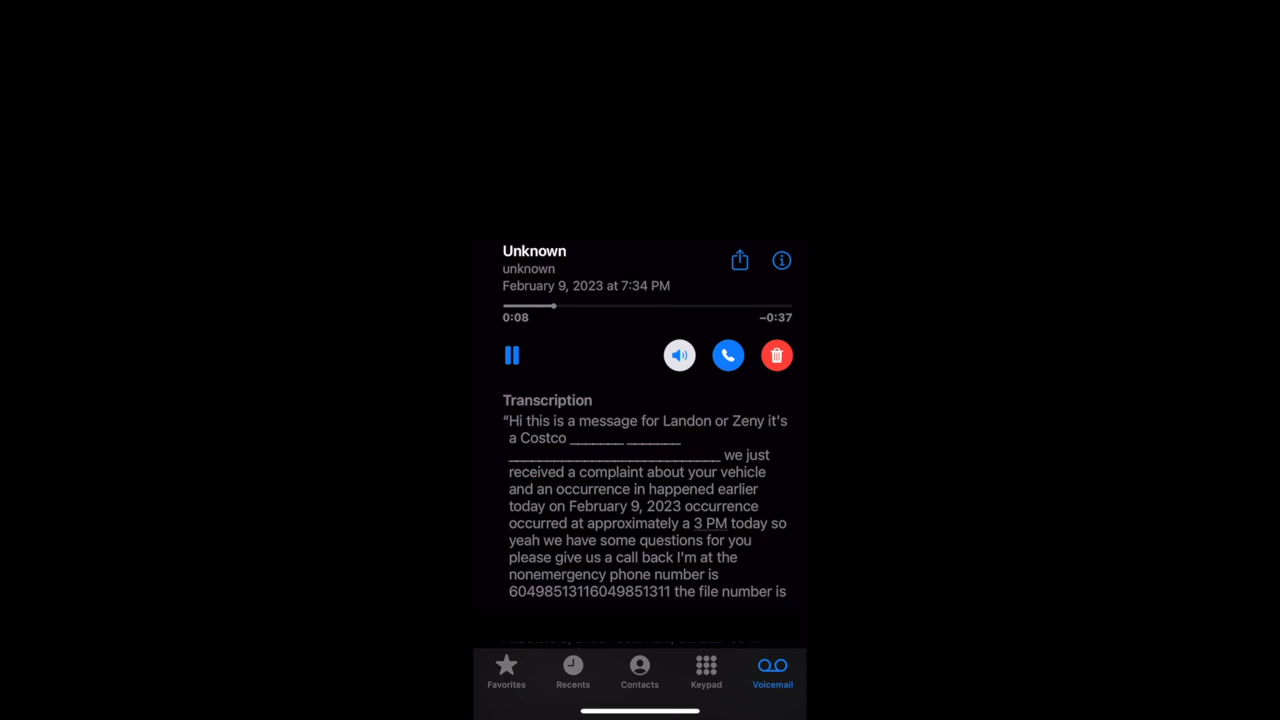 Unknown
unknown
February 9, 2023 at 7:34 PM
0:08 –0:37
Transcription
“Hi this is a message for Landon or Zeny it's
a Costco _______ _______
____________________________ we just
received a complaint about your vehicle
and an occurrence in happened earlier
today on February 9, 2023 occurrence
occurred at approximately a 3 PM today so
yeah we have some questions for you
please give us a call back I'm at the
nonemergency phone number is
60498513116049851311 the file number is
Favorites Recents Contacts Keypad Voicemail